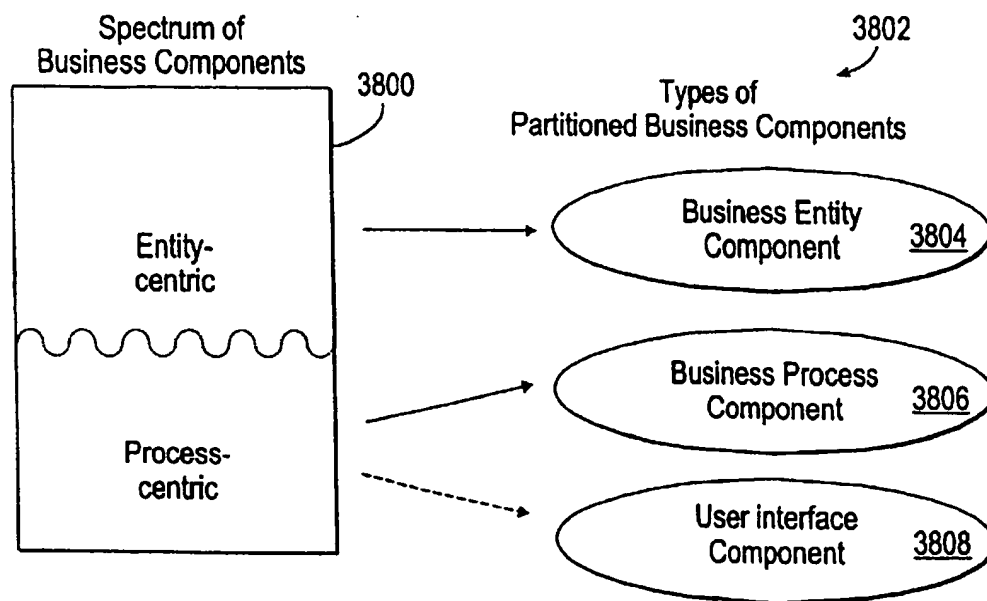 Spectrum of
Business Components
3800
3802
Types of
Partitioned Business Components
Entity-
centric
Process-
centric
Business Entity
Component
3804
Business Process
Component
3806
User interface
Component
3808